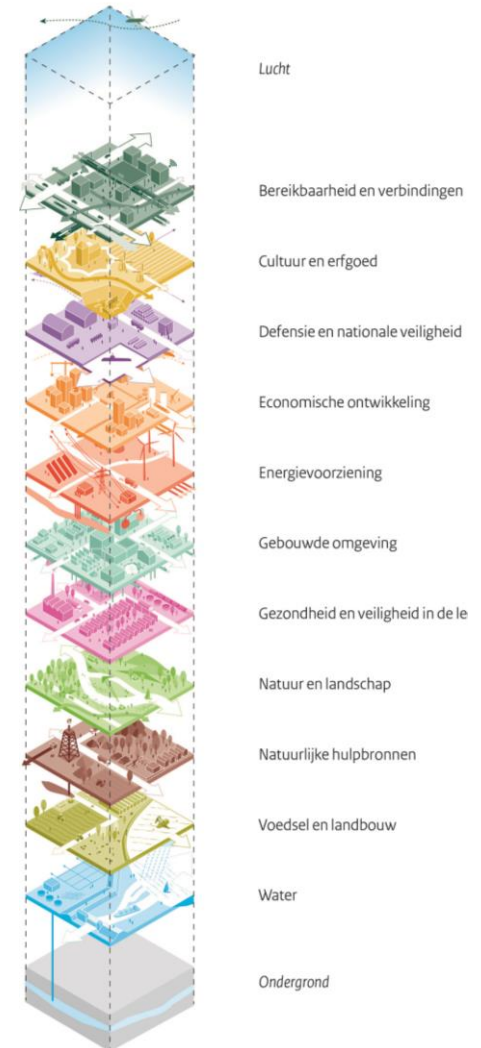 Lucht
Bereikbaarheid en verbindingen
Cultuur en erfgoed
Defensie en nationale veiligheid
Economische ontwikkeling
Energievoorziening
Gebouwde omgeving
Gezondheid en veiligheid in de le
Natuur en landschap
Natuurlijke hulpbronnen
Voedsel en landbouw
Water
Ondergrond